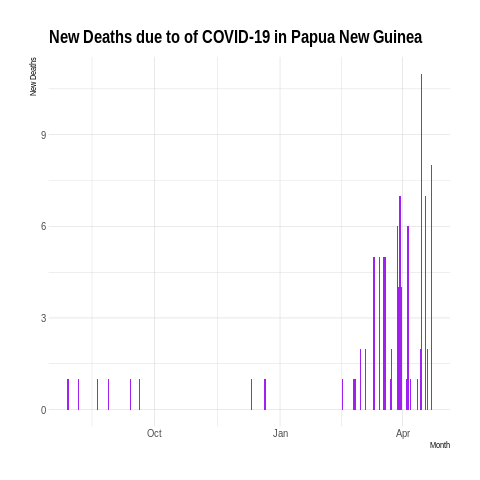 New Deaths due to of COVID-19 in Papua New Guinea
New Deaths
9
6
3
0
Oct Jan Apr
Month